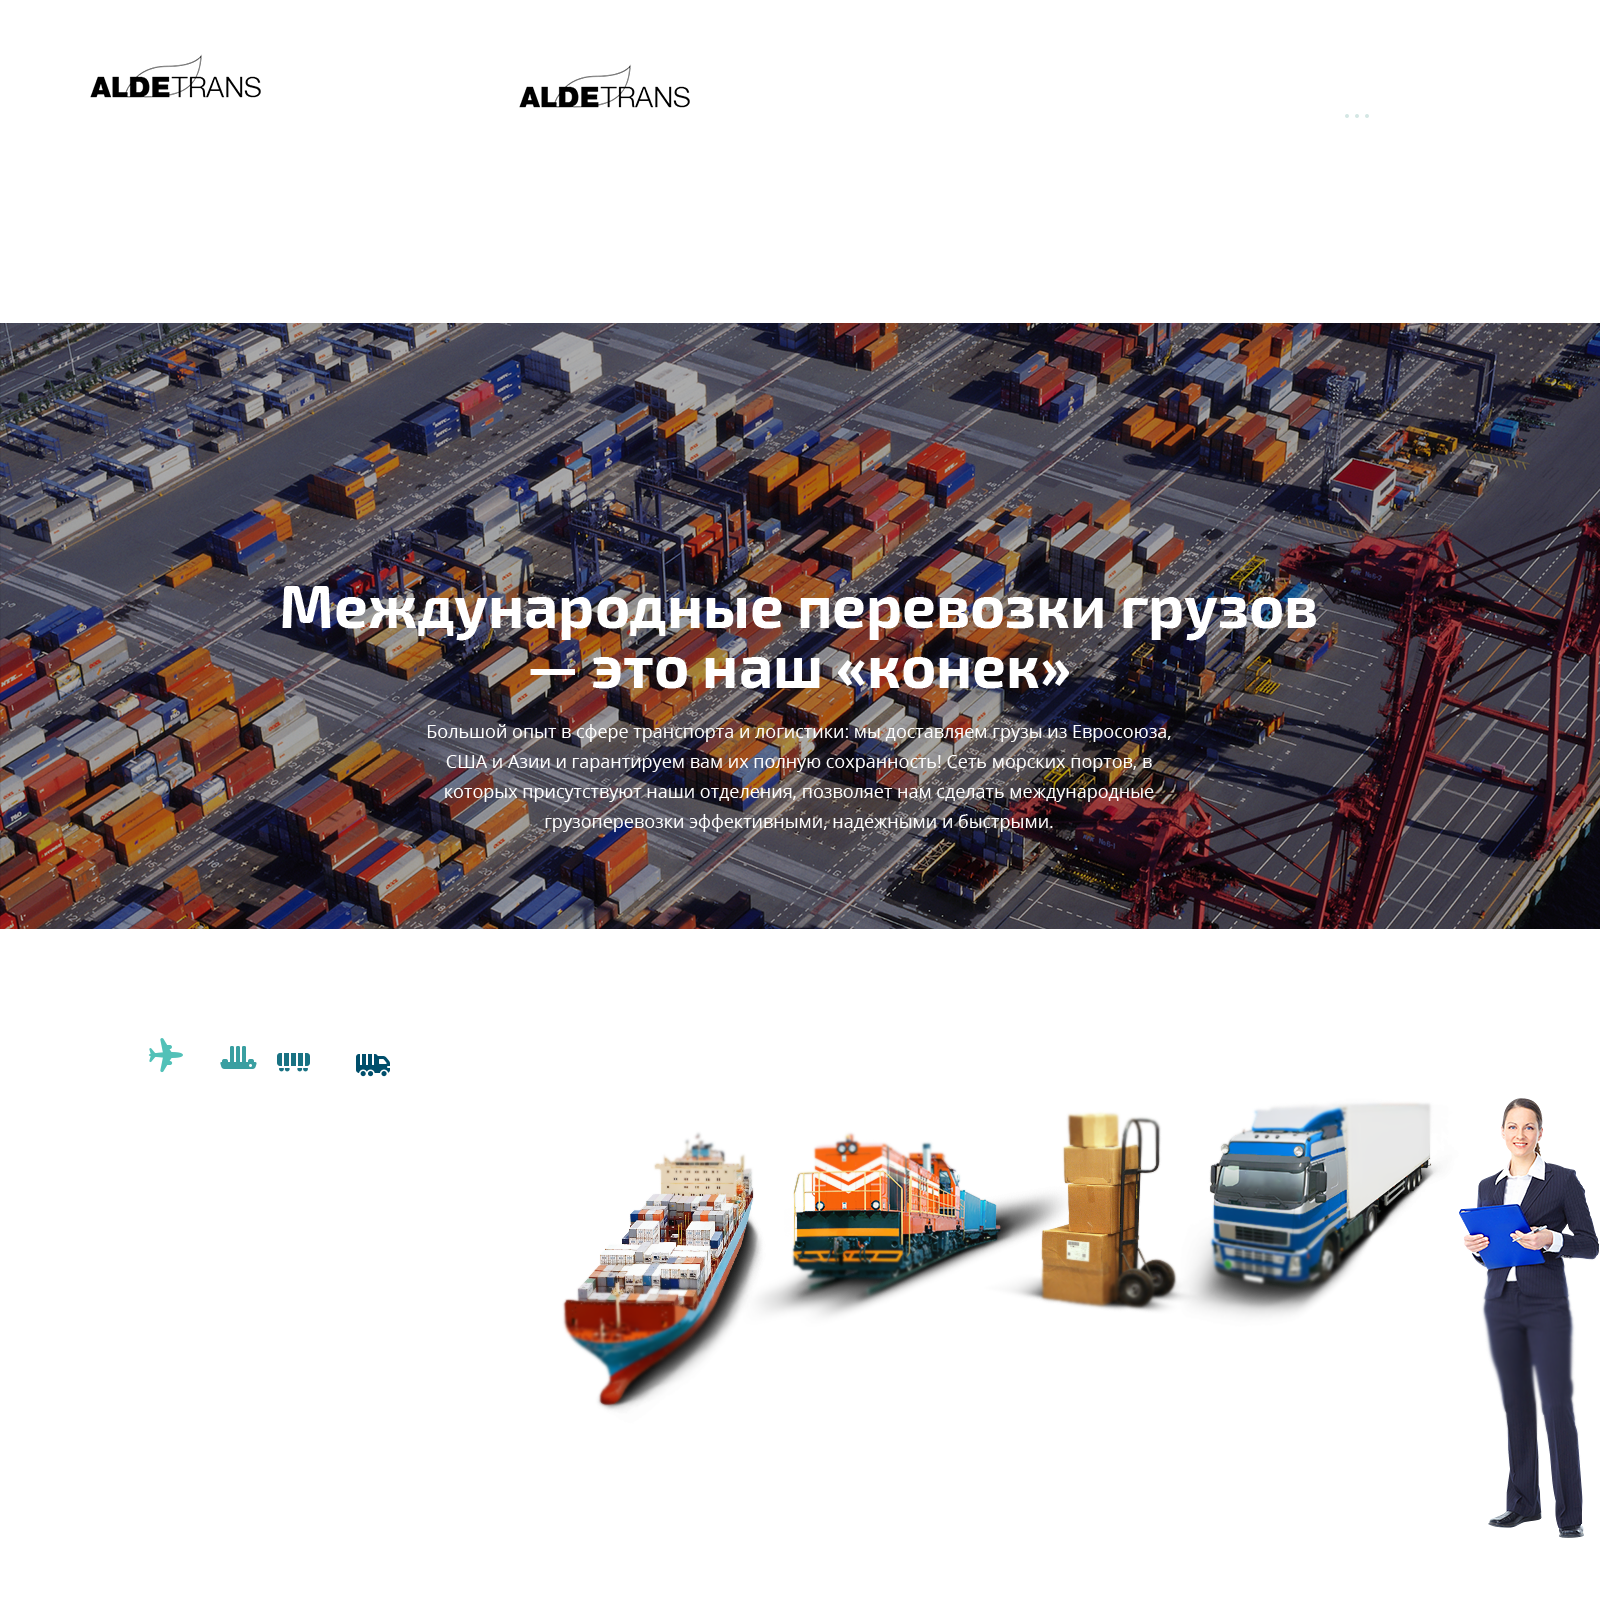 ALDETRANS
ALDETRANS
Международные перевозки грузов
— это наш «конек»
Большой опыт в сфере транспорта и логистики: мы доставляем грузы из Евросоюза,
США и Азии и гарантируем вам их полную сохранность! Сеть морских портов, в
которых присутствуют наши отделения, позволяет нам сделать международные
грузоперевозки эффективными, надёжными и быстрыми.